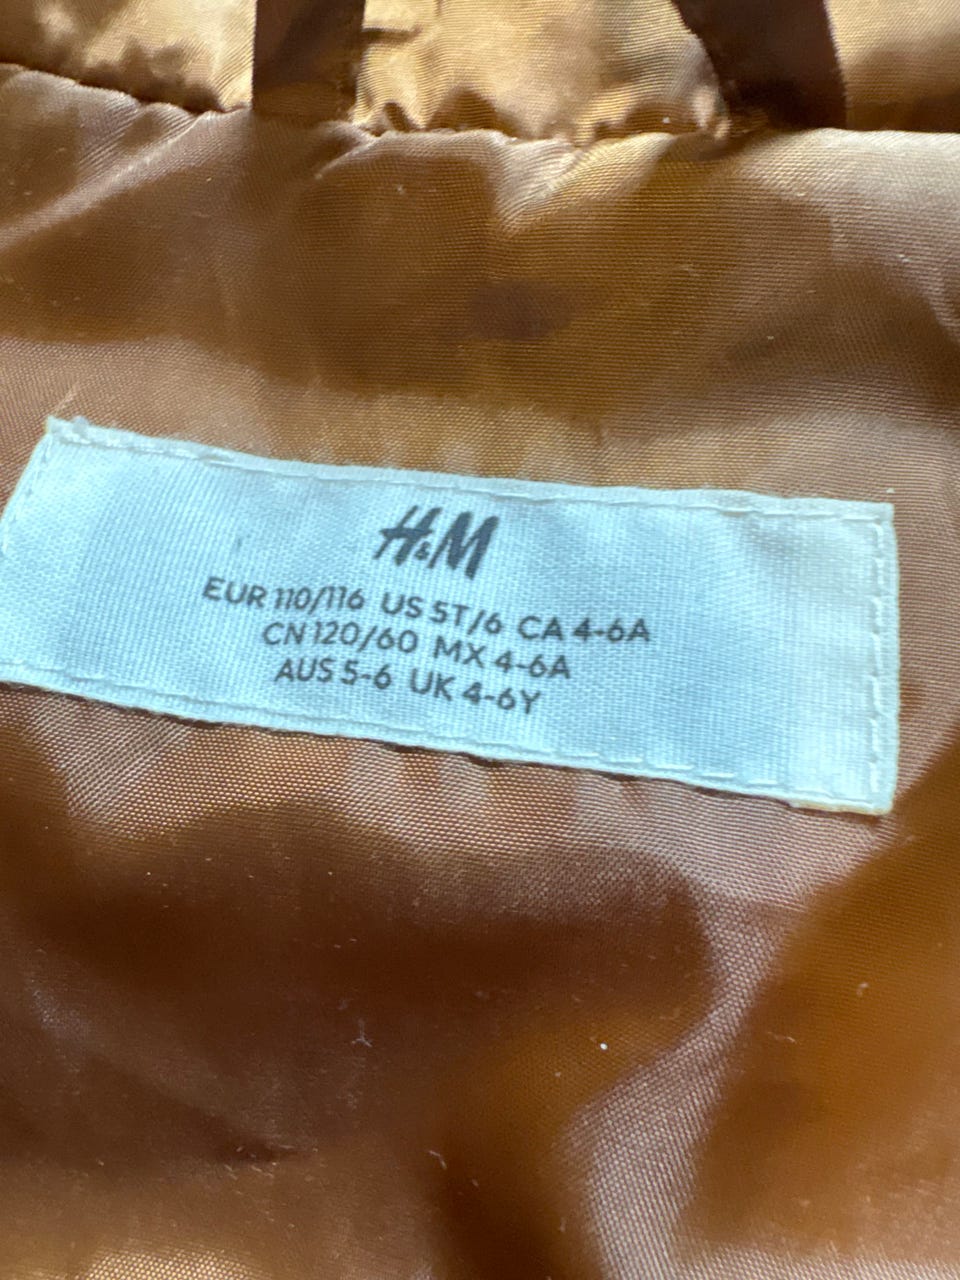 H&M
EUR 110/116 US 5T/6 CA 4-6A
CN 120/60 MX 4-6A
AUS 5-6 UK 4-6Y